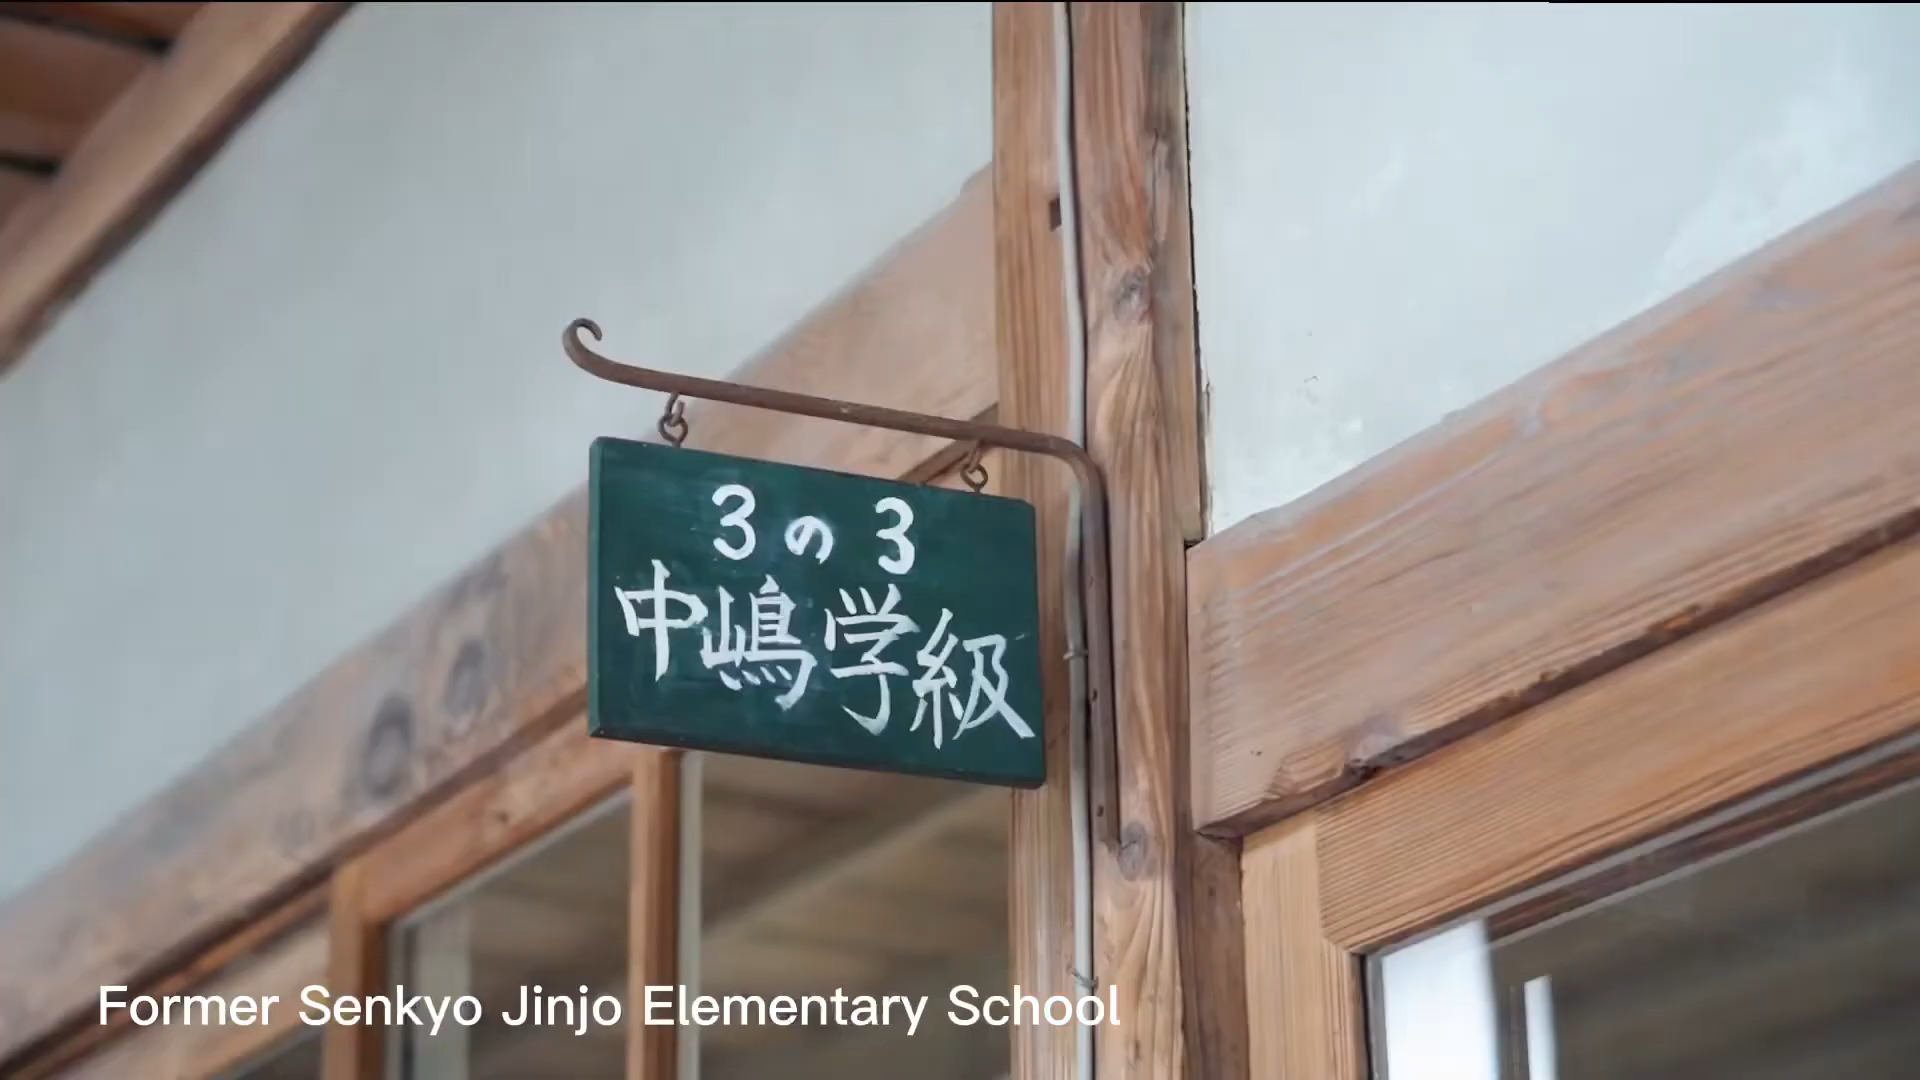 3の3
中嶋学級
Former Senkyo Jinjo Elementary School